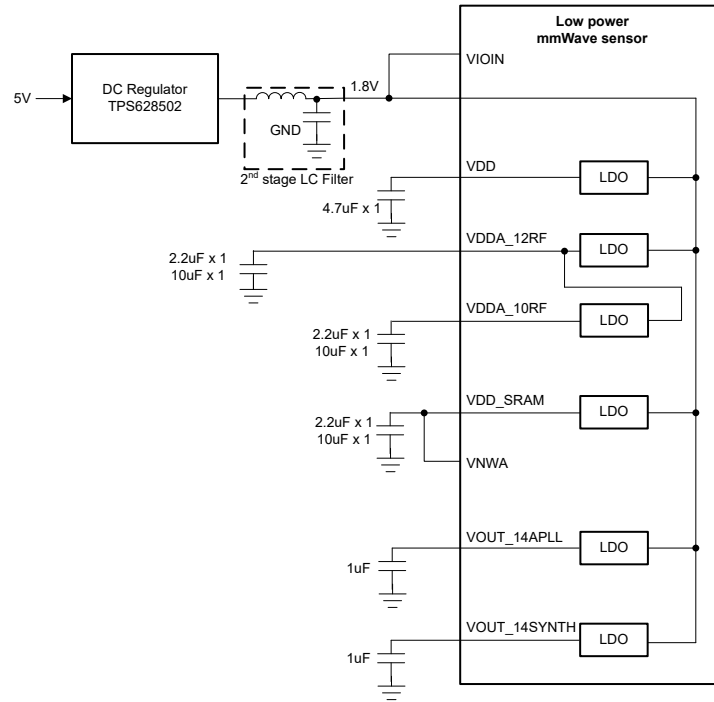 Low power
mmWave sensor
VIOIN
5V
DC Regulator
TPS628502
1.8V
GND
2nd stage LC Filter
VDD
LDO
4.7uF x 1
VDDA_12RF
LDO
2.2uF x 1
10uF x 1
VDDA_10RF
LDO
2.2uF x 1
10uF x 1
VDD_SRAM
LDO
2.2uF x 1
10uF x 1
VNWA
VOUT_14APLL
LDO
1uF
VOUT_14SYNTH
LDO
1uF